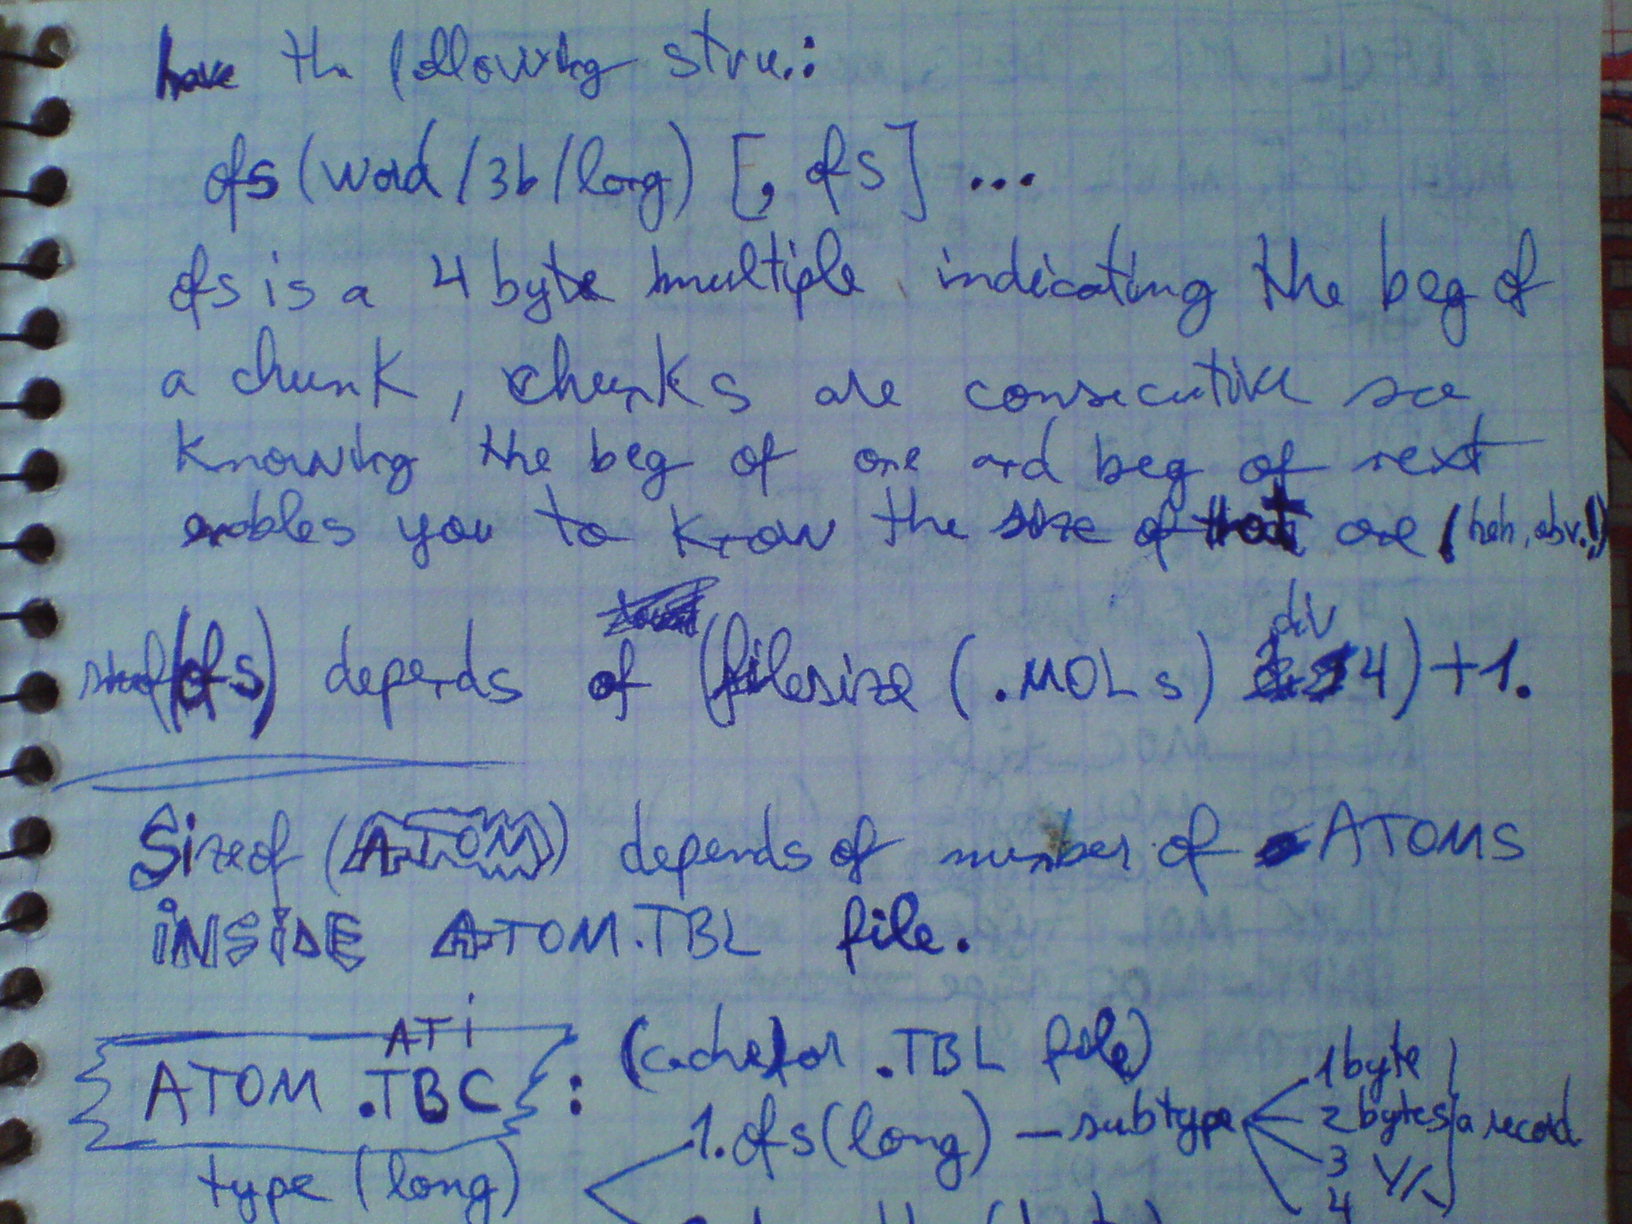 have the following stru.:
ofs (word / 3b / long) [, ofs] ...
ofs is a 4 byte multiple, indicating the beg of
a chunk, chunks are consecutive so
knowing the beg of one and beg of next
enables you to know the size of that one (heh, obv.!)
sizeof(ofs) depends of (filesize (.MOLs) div 4) + 1.
Sizeof (ATOM) depends of number of ATOMS
INSIDE ATOM.TBL file.
ATI
ATOM .TBC : (cache for .TBL file)
1. ofs (long) — subtype
1 byte
2 bytes
3
4
a record
type (long)